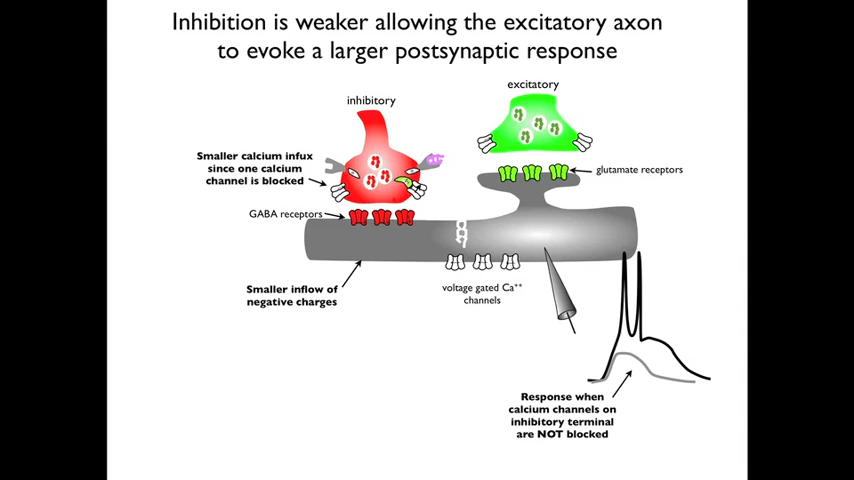 Inhibition is weaker allowing the excitatory axon
to evoke a larger postsynaptic response
excitatory
inhibitory
Smaller calcium infux
since one calcium
channel is blocked
glutamate receptors
GABA receptors
Smaller inflow of
negative charges
voltage gated Ca++
channels
Response when
calcium channels on
inhibitory terminal
are NOT blocked